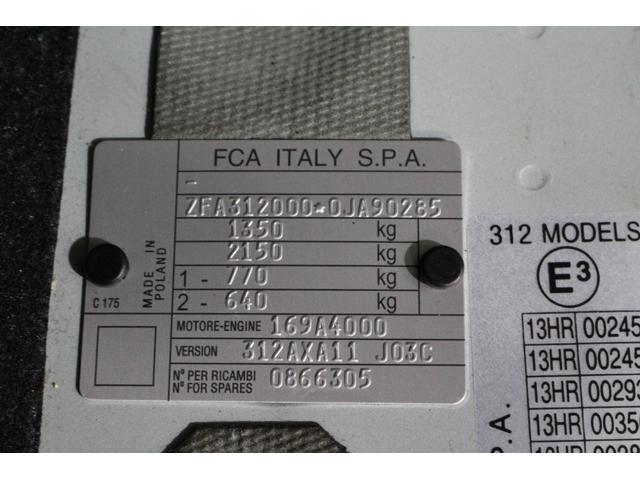 FCA ITALY S.P.A.
-
ZFA312000*0JA90285
1350 kg
2150 kg
1 - 770 kg
2 - 640 kg
MADE IN
POLAND
C 175
MOTORE-ENGINE 169A4000
VERSION 312AXA11 J03C
N° PER RICAMBI
N° FOR SPARES 0866305
312 MODELS
E3
13HR 00245
13HR 00245
13HR 00293
13HR
13HR
P.A.